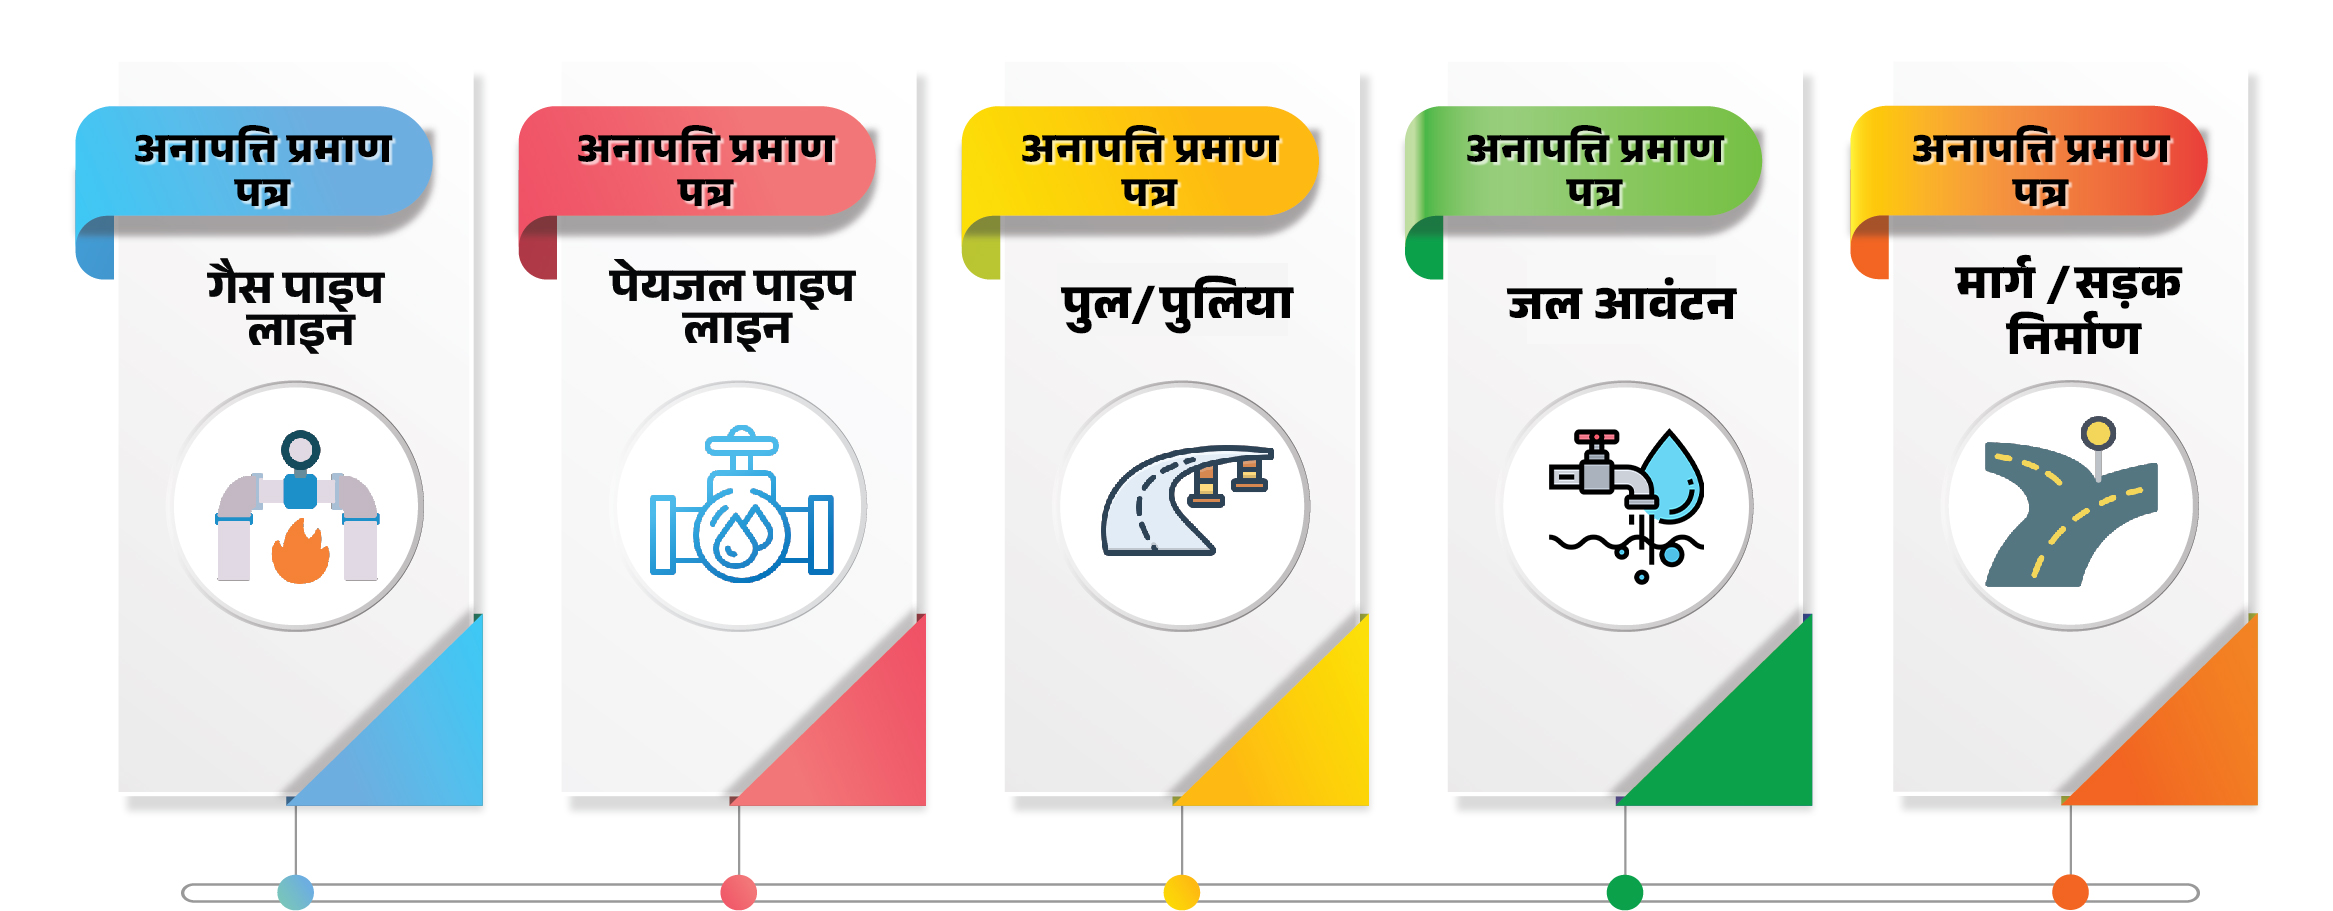 अनापत्ति प्रमाण
पत्र
गैस पाइप
लाइन
अनापत्ति प्रमाण
पत्र
पेयजल पाइप
लाइन
अनापत्ति प्रमाण
पत्र
पुल/पुलिया
अनापत्ति प्रमाण
पत्र
जल आवंटन
अनापत्ति प्रमाण
पत्र
मार्ग /सड़क
निर्माण